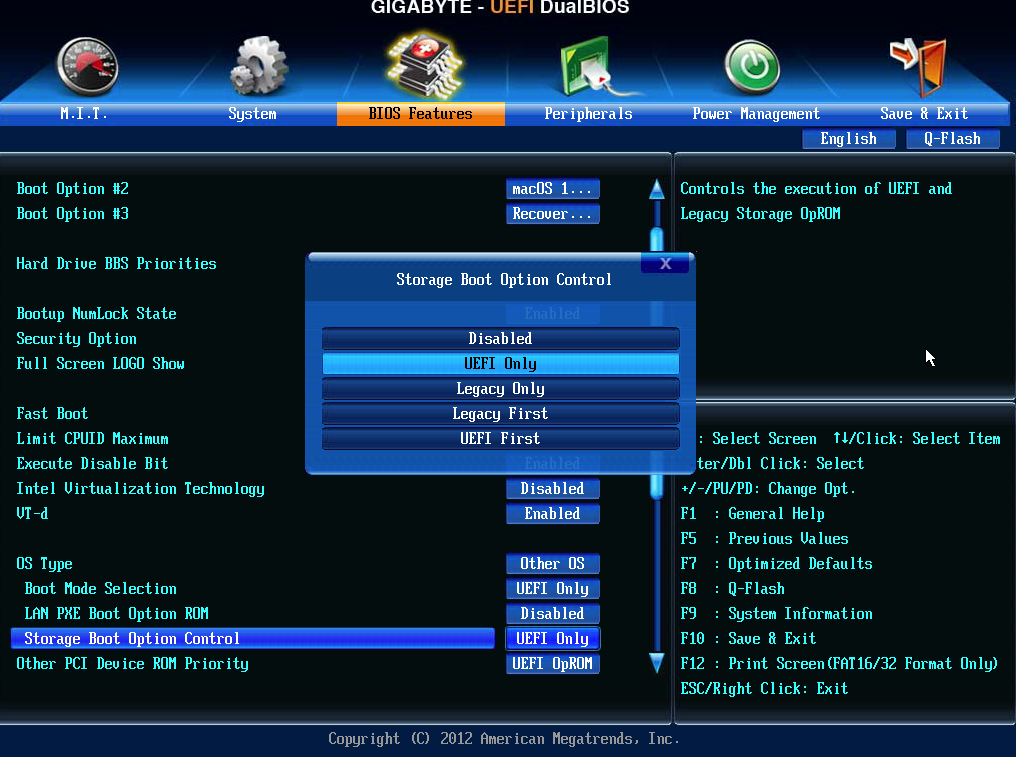 GIGABYTE - UEFI DualBIOS
M.I.T. System BIOS Features Peripherals Power Management Save & Exit
English Q-Flash
Boot Option #2 macOS 1...
Boot Option #3 Recover...
Hard Drive BBS Priorities
Bootup NumLock State Enabled
Security Option
Full Screen LOGO Show
Fast Boot
Limit CPUID Maximum
Execute Disable Bit Enabled
Intel Virtualization Technology Disabled
VT-d Enabled
OS Type Other OS
Boot Mode Selection UEFI Only
LAN PXE Boot Option ROM Disabled
Storage Boot Option Control UEFI Only
Other PCI Device ROM Priority UEFI OpROM
Storage Boot Option Control X
Disabled
UEFI Only
Legacy Only
Legacy First
UEFI First
Controls the execution of UEFI and
Legacy Storage OpROM
: Select Screen ↑↓/Click: Select Item
ter/Dbl Click: Select
+/-/PU/PD: Change Opt.
F1 : General Help
F5 : Previous Values
F7 : Optimized Defaults
F8 : Q-Flash
F9 : System Information
F10 : Save & Exit
F12 : Print Screen(FAT16/32 Format Only)
ESC/Right Click: Exit
Copyright (C) 2012 American Megatrends, Inc.